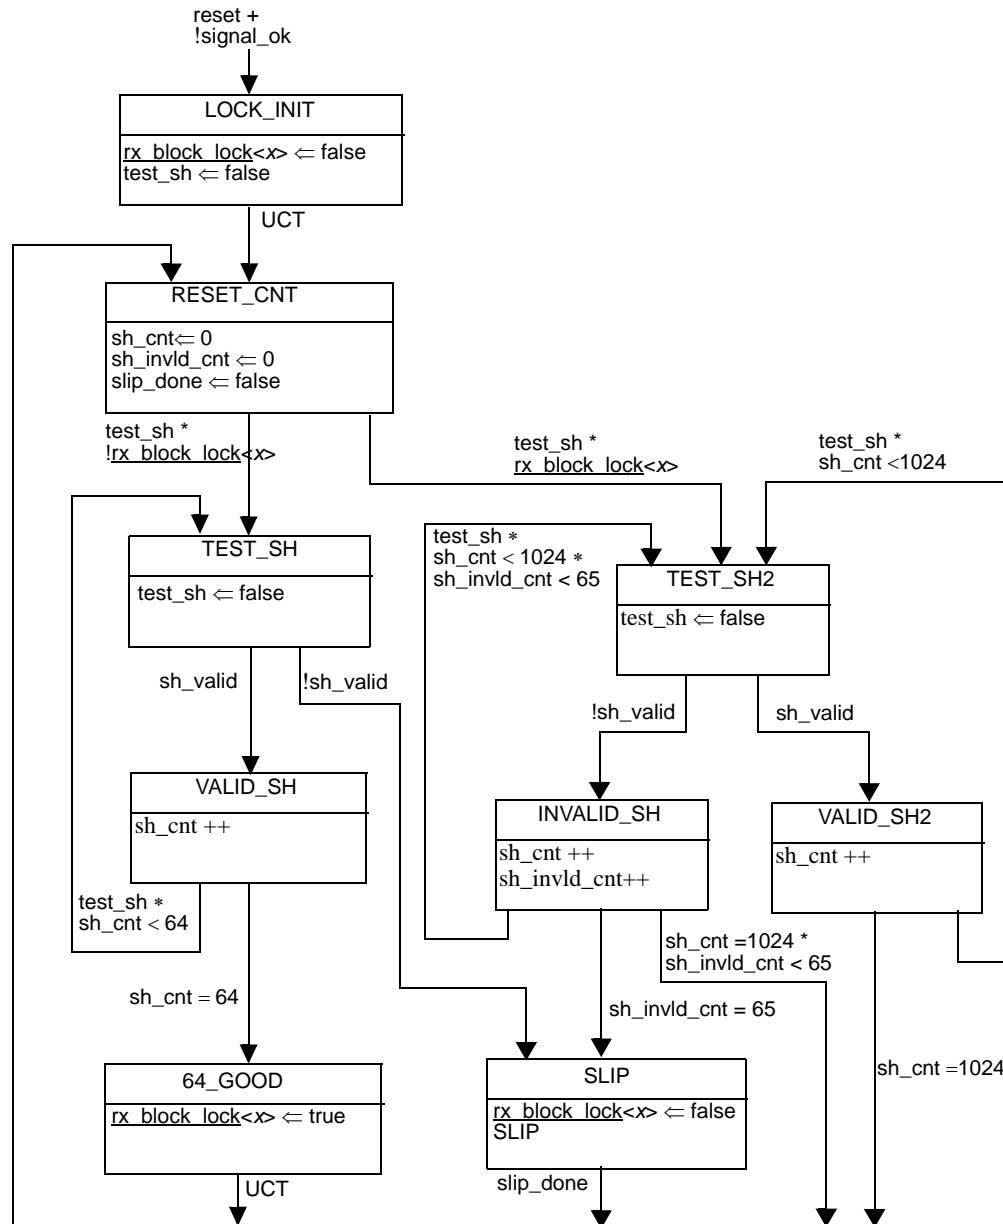 reset +
!signal_ok
LOCK_INIT
rx_block_lock<x> ⇐ false
test_sh ⇐ false
UCT
RESET_CNT
sh_cnt⇐ 0
sh_invld_cnt ⇐ 0
slip_done ⇐ false
test_sh *
!rx_block_lock<x>
test_sh *
rx_block_lock<x>
test_sh *
sh_cnt <1024
TEST_SH
test_sh ⇐ false
test_sh *
sh_cnt < 1024 *
sh_invld_cnt < 65
TEST_SH2
test_sh ⇐ false
sh_valid
!sh_valid
!sh_valid
sh_valid
VALID_SH
sh_cnt ++
INVALID_SH
sh_cnt ++
sh_invld_cnt++
VALID_SH2
sh_cnt ++
test_sh *
sh_cnt < 64
sh_cnt =1024 *
sh_invld_cnt < 65
sh_cnt = 64
sh_invld_cnt = 65
sh_cnt =1024
64_GOOD
rx_block_lock<x> ⇐ true
SLIP
rx_block_lock<x> ⇐ false
SLIP
UCT
slip_done